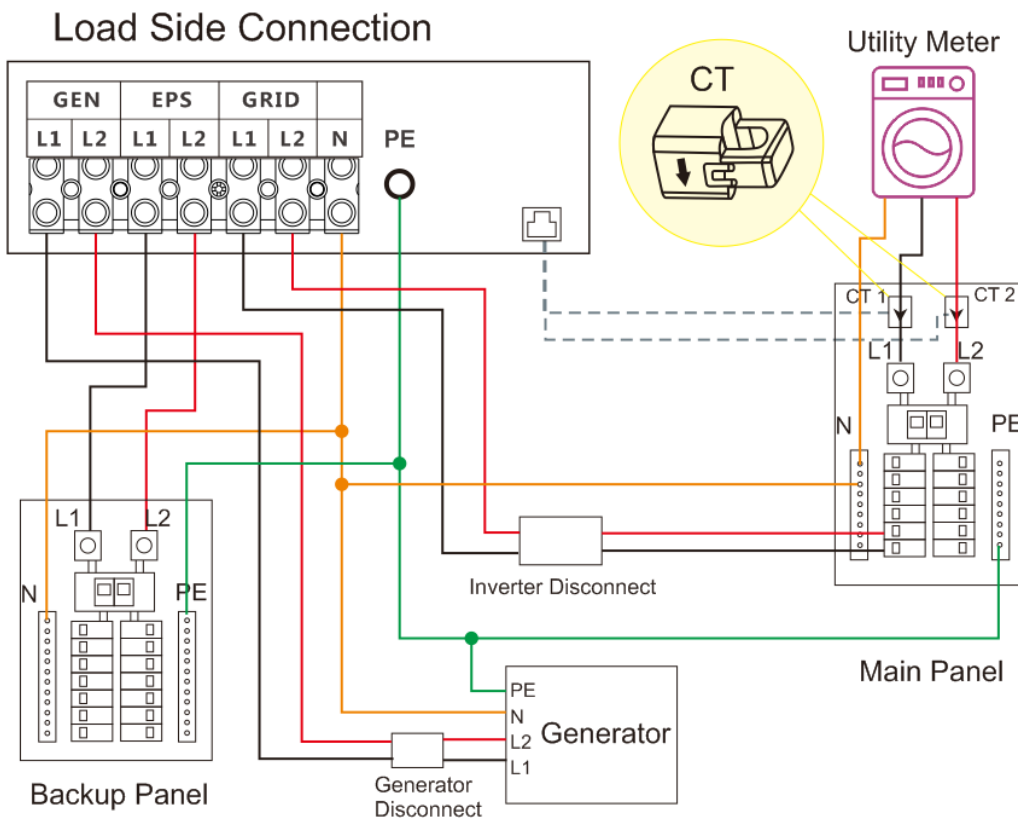 Load Side Connection
Utility Meter
CT
GEN EPS GRID
L1 L2 L1 L2 L1 L2 N PE
CT 1 CT 2
L1 L2
N PE
L1 L2
N PE
Inverter Disconnect
Main Panel
PE
N
L2
L1
Generator
Generator
Disconnect
Backup Panel